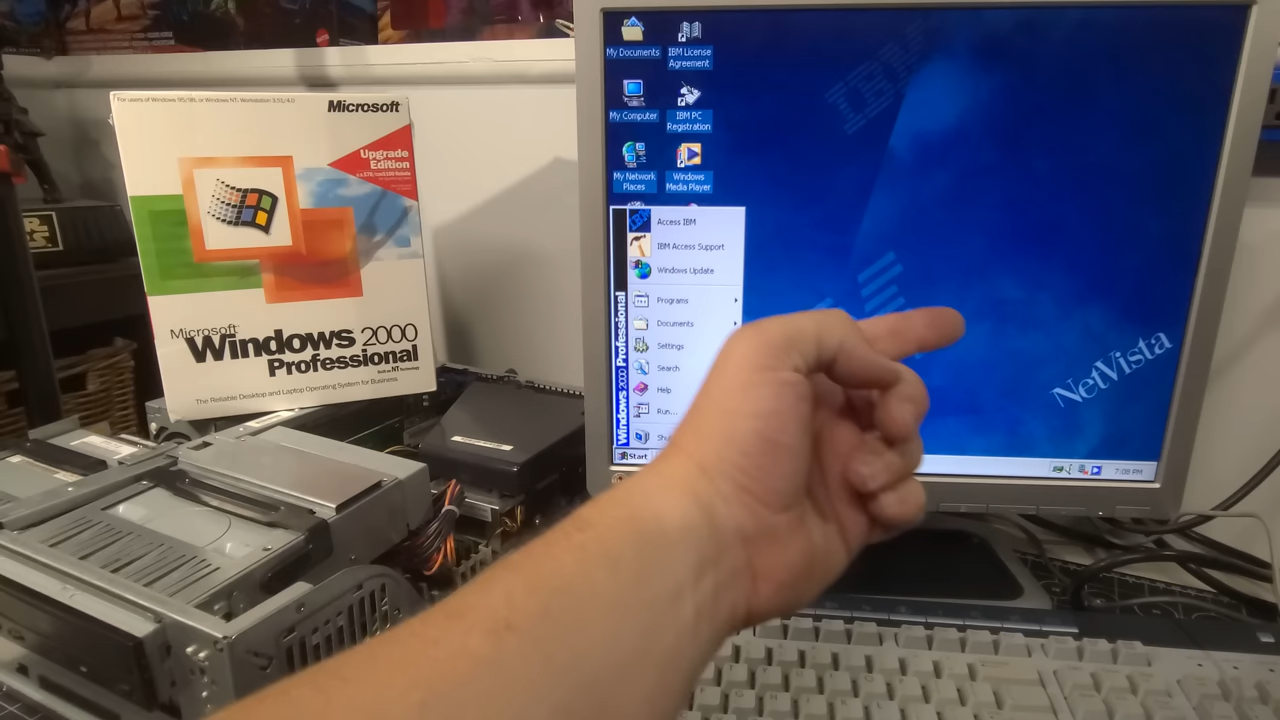 For users of Windows 95/98, or Windows NT® Workstation 3.51/4.0
Microsoft
Upgrade
Edition
Microsoft
Windows 2000
Professional
Built on NT Technology
The Reliable Desktop and Laptop Operating System for Business
My Documents
IBM License
Agreement
My Computer
IBM PC
Registration
My Network
Places
Windows
Media Player
IBM
Access IBM
IBM Access Support
Windows Update
Programs
Documents
Settings
Search
Help
Run...
Shu
Windows 2000 Professional
Start
NetVista
7:08 PM